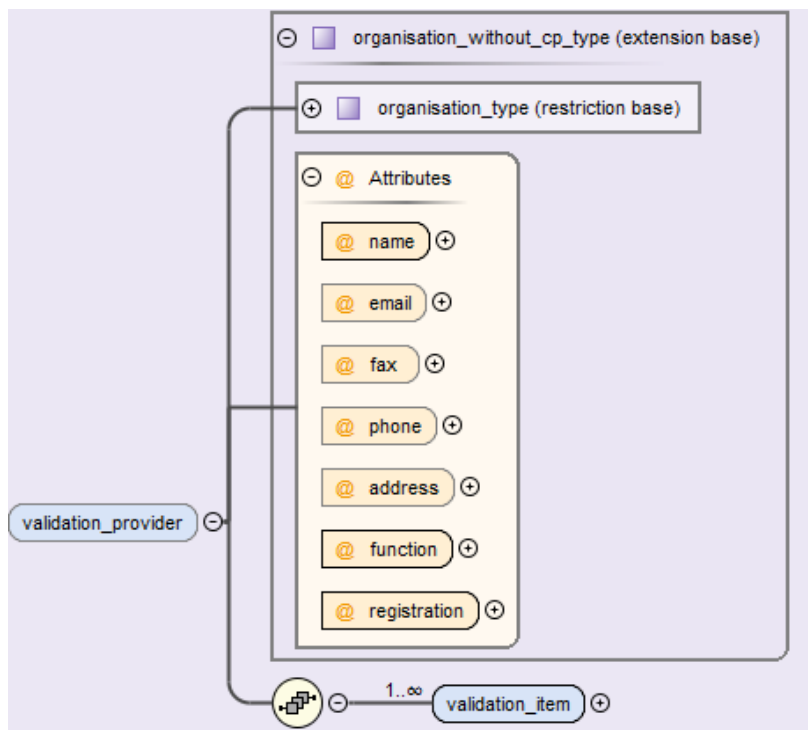 organisation_without_cp_type (extension base)
organisation_type (restriction base)
@ Attributes
@ name
@ email
@ fax
@ phone
@ address
validation_provider
@ function
@ registration
1..∞
validation_item